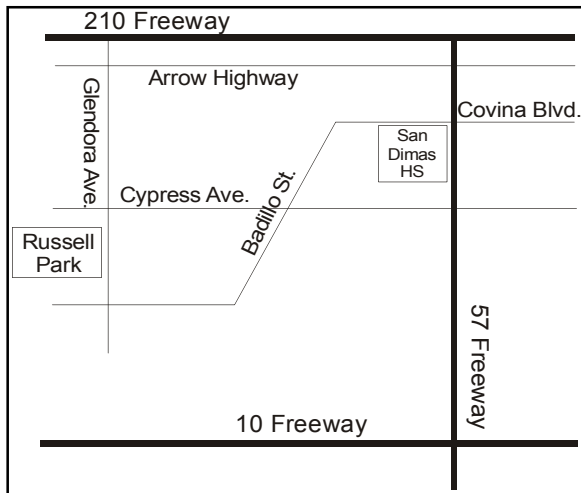 210 Freeway
Arrow Highway
Glendora Ave.
Covina Blvd.
San
Dimas
HS
Cypress Ave.
Badillo St.
Russell
Park
57 Freeway
10 Freeway